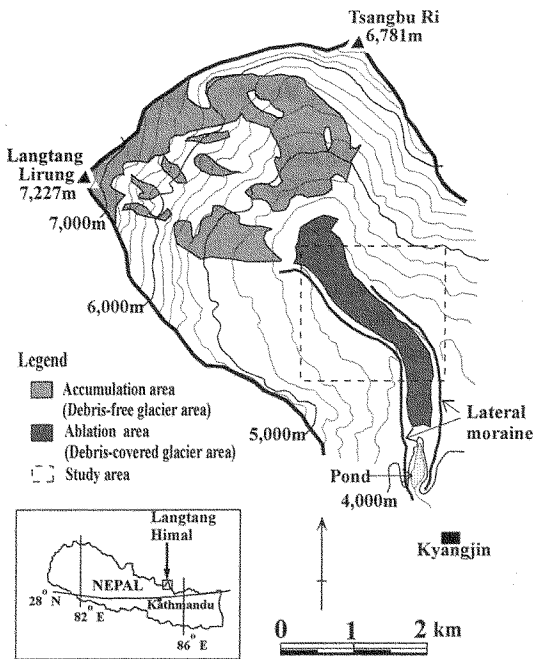 Tsangbu Ri
6,781m
Langtang
Lirung
7,227m
7,000m
6,000m
Legend
Accumulation area
(Debris-free glacier area)
Ablation area
(Debris-covered glacier area)
Study area
5,000m
Lateral
moraine
Pond
4,000m
Langtang
Himal
NEPAL
Kathmandu
28° N
82° E
86° E
Kyangjin
0 1 2 km